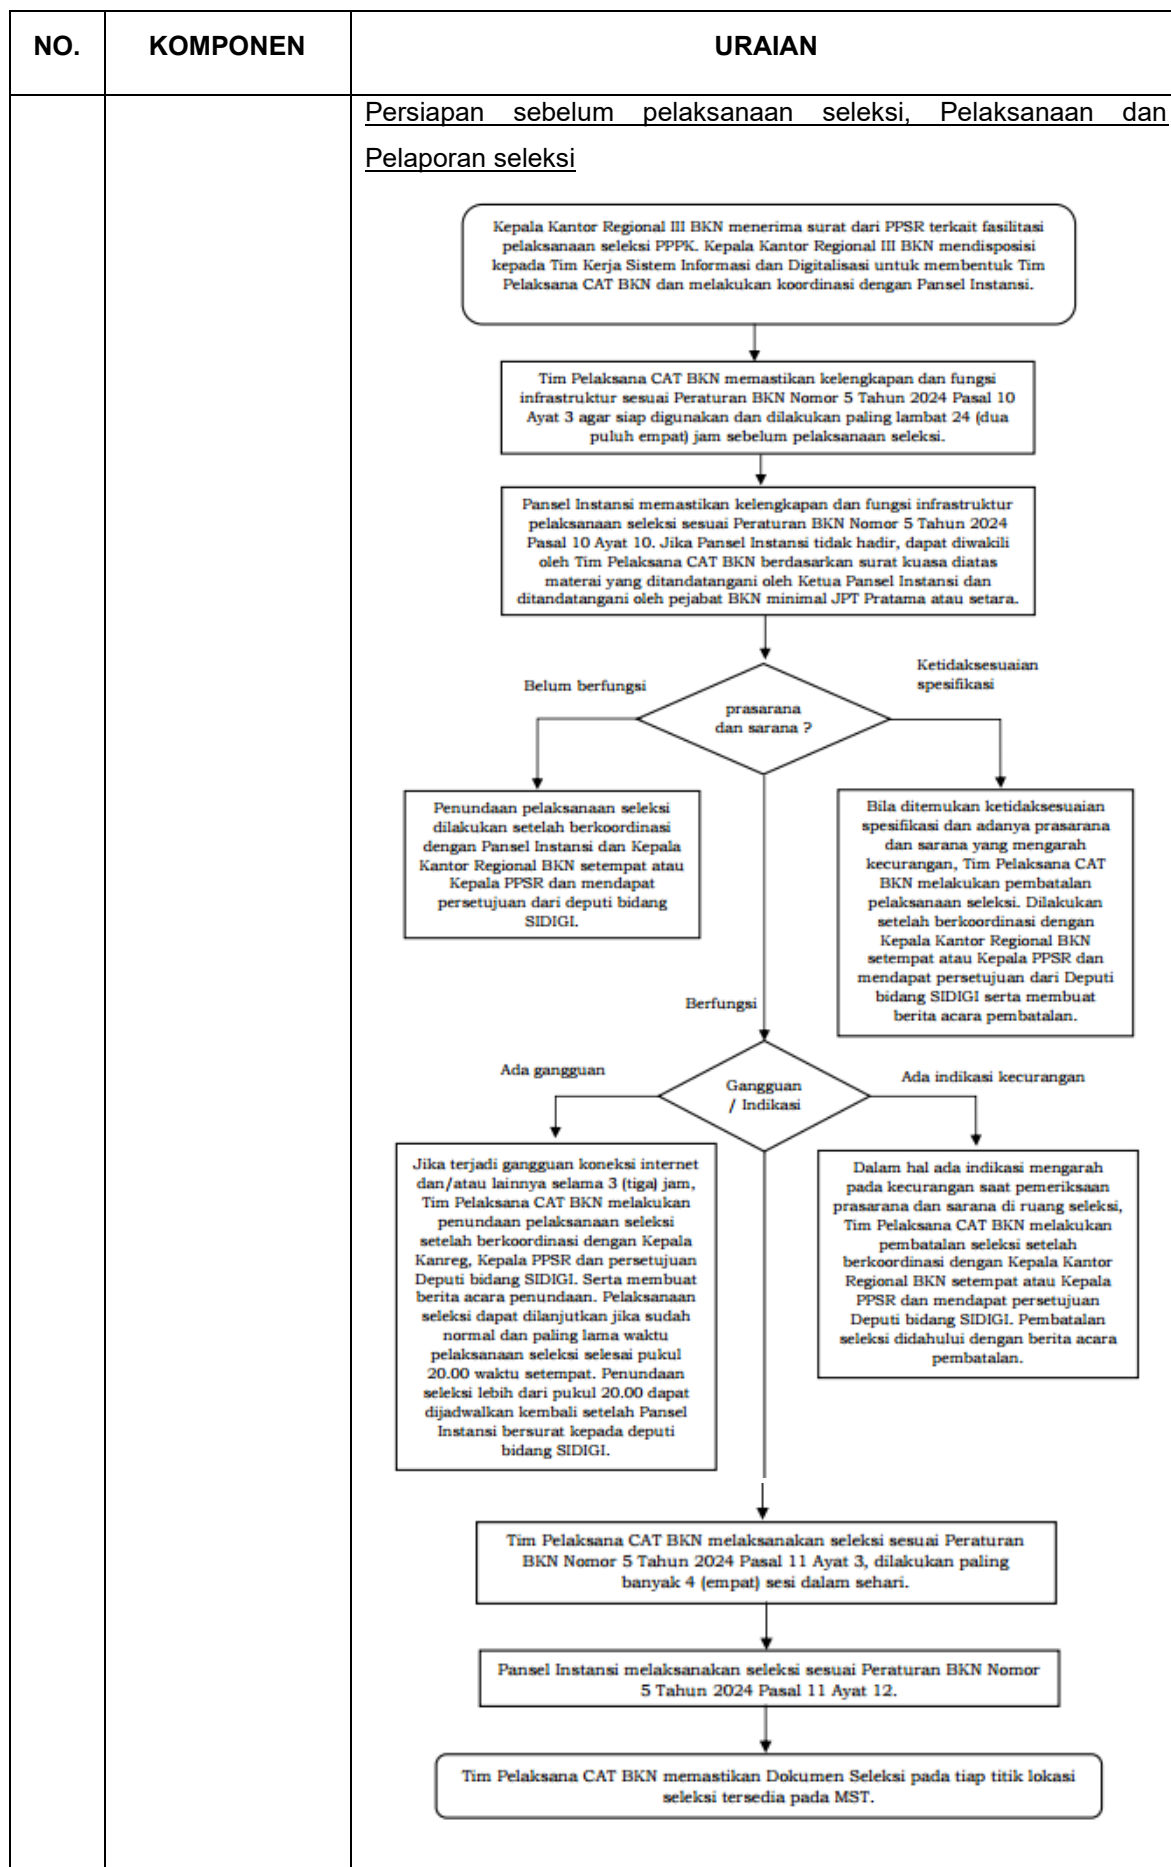 NO. KOMPONEN URAIAN
Persiapan sebelum pelaksanaan seleksi, Pelaksanaan dan
Pelaporan seleksi
Kepala Kantor Regional III BKN menerima surat dari PPSR terkait fasilitasi
pelaksanaan seleksi PPPK. Kepala Kantor Regional III BKN mendisposisi
kepada Tim Kerja Sistem Informasi dan Digitalisasi untuk membentuk Tim
Pelaksana CAT BKN dan melakukan koordinasi dengan Pansel Instansi.
Tim Pelaksana CAT BKN memastikan kelengkapan dan fungsi
infrastruktur sesuai Peraturan BKN Nomor 5 Tahun 2024 Pasal 10
Ayat 3 agar siap digunakan dan dilakukan paling lambat 24 (dua
puluh empat) jam sebelum pelaksanaan seleksi.
Pansel Instansi memastikan kelengkapan dan fungsi infrastruktur
pelaksanaan seleksi sesuai Peraturan BKN Nomor 5 Tahun 2024
Pasal 10 Ayat 10. Jika Pansel Instansi tidak hadir, dapat diwakili
oleh Tim Pelaksana CAT BKN berdasarkan surat kuasa diatas
materai yang ditandatangani oleh Ketua Pansel Instansi dan
ditandatangani oleh pejabat BKN minimal JPT Pratama atau setara.
Belum berfungsi
prasarana
dan sarana ?
Ketidaksesuaian
spesifikasi
Penundaan pelaksanaan seleksi
dilakukan setelah berkoordinasi
dengan Pansel Instansi dan Kepala
Kantor Regional BKN setempat atau
Kepala PPSR dan mendapat
persetujuan dari deputi bidang
SIDIGI.
Bila ditemukan ketidaksesuaian
spesifikasi dan adanya prasarana
dan sarana yang mengarah
kecurangan, Tim Pelaksana CAT
BKN melakukan pembatalan
pelaksanaan seleksi. Dilakukan
setelah berkoordinasi dengan
Kepala Kantor Regional BKN
setempat atau Kepala PPSR dan
mendapat persetujuan dari Deputi
bidang SIDIGI serta membuat
berita acara pembatalan.
Berfungsi
Ada gangguan
Gangguan
/ Indikasi
Ada indikasi kecurangan
Jika terjadi gangguan koneksi internet
dan/atau lainnya selama 3 (tiga) jam,
Tim Pelaksana CAT BKN melakukan
penundaan pelaksanaan seleksi
setelah berkoordinasi dengan Kepala
Kanreg, Kepala PPSR dan persetujuan
Deputi bidang SIDIGI. Serta membuat
berita acara penundaan. Pelaksanaan
seleksi dapat dilanjutkan jika sudah
normal dan paling lama waktu
pelaksanaan seleksi selesai pukul
20.00 waktu setempat. Penundaan
seleksi lebih dari pukul 20.00 dapat
dijadwalkan kembali setelah Pansel
Instansi bersurat kepada deputi
bidang SIDIGI.
Dalam hal ada indikasi mengarah
pada kecurangan saat pemeriksaan
prasarana dan sarana di ruang seleksi,
Tim Pelaksana CAT BKN melakukan
pembatalan seleksi setelah
berkoordinasi dengan Kepala Kantor
Regional BKN setempat atau Kepala
PPSR dan mendapat persetujuan
Deputi bidang SIDIGI. Pembatalan
seleksi didahului dengan berita acara
pembatalan.
Tim Pelaksana CAT BKN melaksanakan seleksi sesuai Peraturan
BKN Nomor 5 Tahun 2024 Pasal 11 Ayat 3, dilakukan paling
banyak 4 (empat) sesi dalam sehari.
Pansel Instansi melaksanakan seleksi sesuai Peraturan BKN Nomor
5 Tahun 2024 Pasal 11 Ayat 12.
Tim Pelaksana CAT BKN memastikan Dokumen Seleksi pada tiap titik lokasi
seleksi tersedia pada MST.